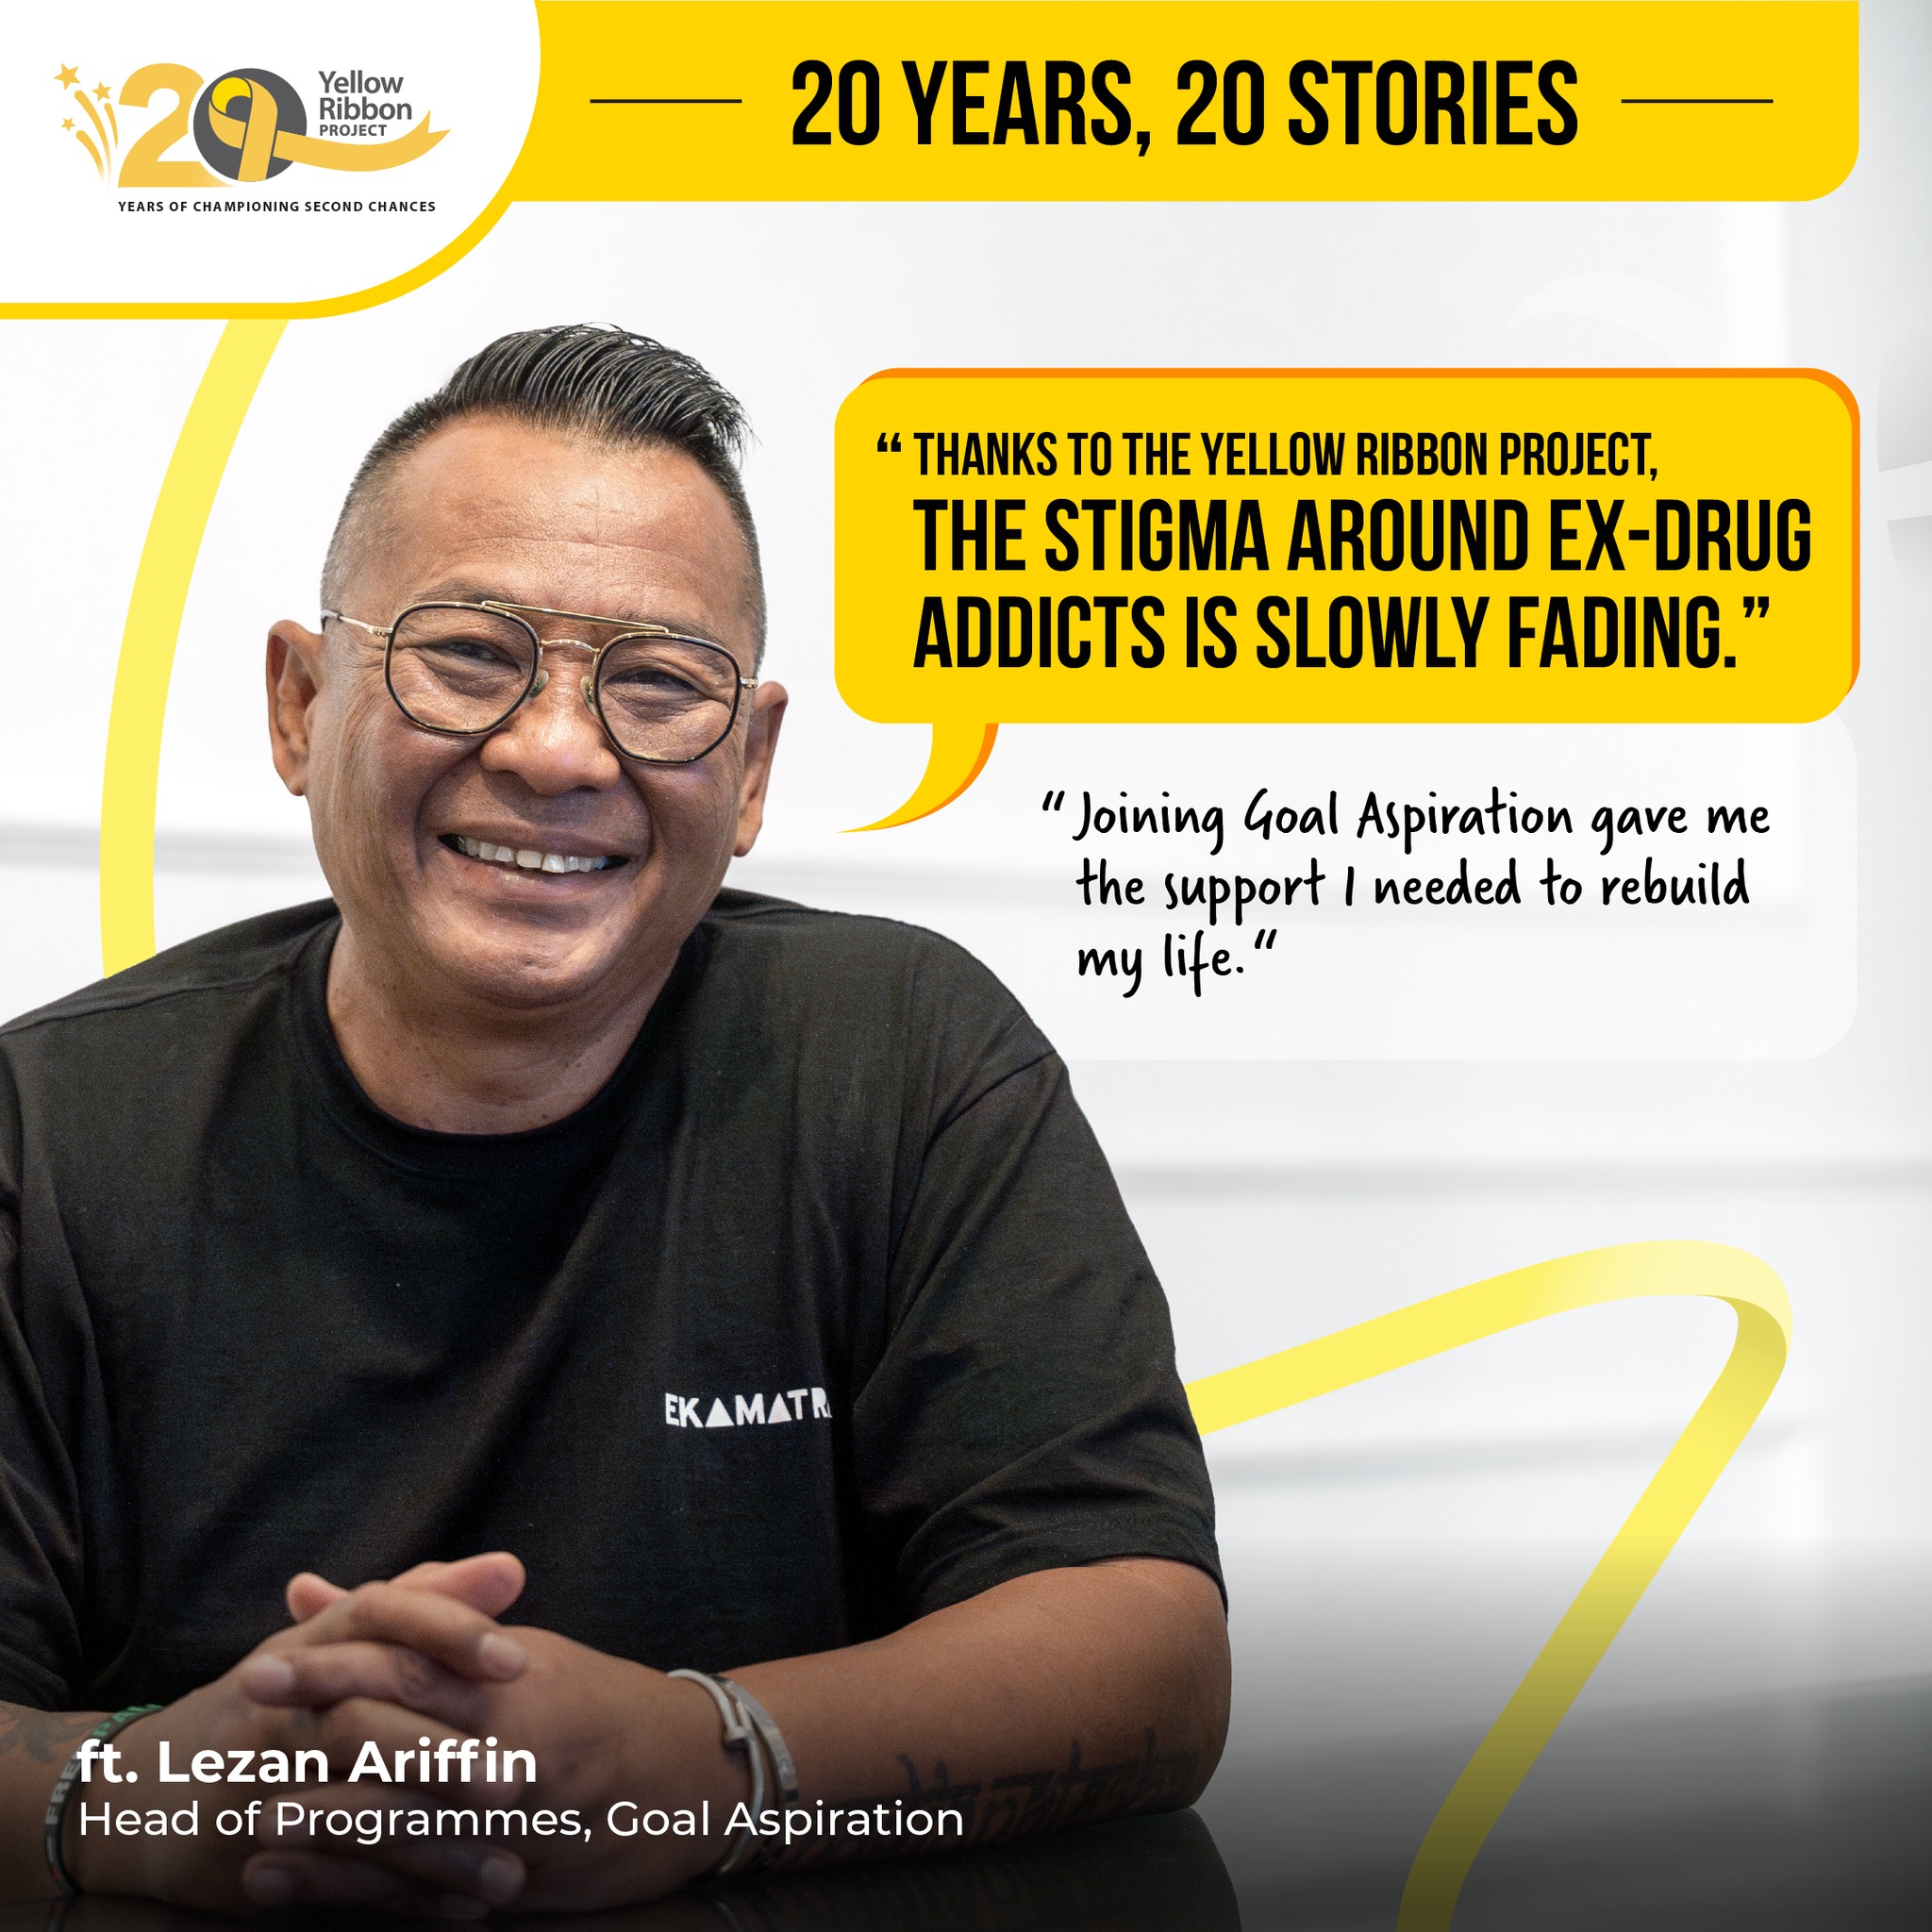 20
Yellow
Ribbon
PROJECT
YEARS OF CHAMPIONING SECOND CHANCES
20 YEARS, 20 STORIES
“ THANKS TO THE YELLOW RIBBON PROJECT,
THE STIGMA AROUND EX-DRUG
ADDICTS IS SLOWLY FADING.”
“Joining Goal Aspiration gave me
the support I needed to rebuild
my life.“
EKAMATR
ft. Lezan Ariffin
Head of Programmes, Goal Aspiration